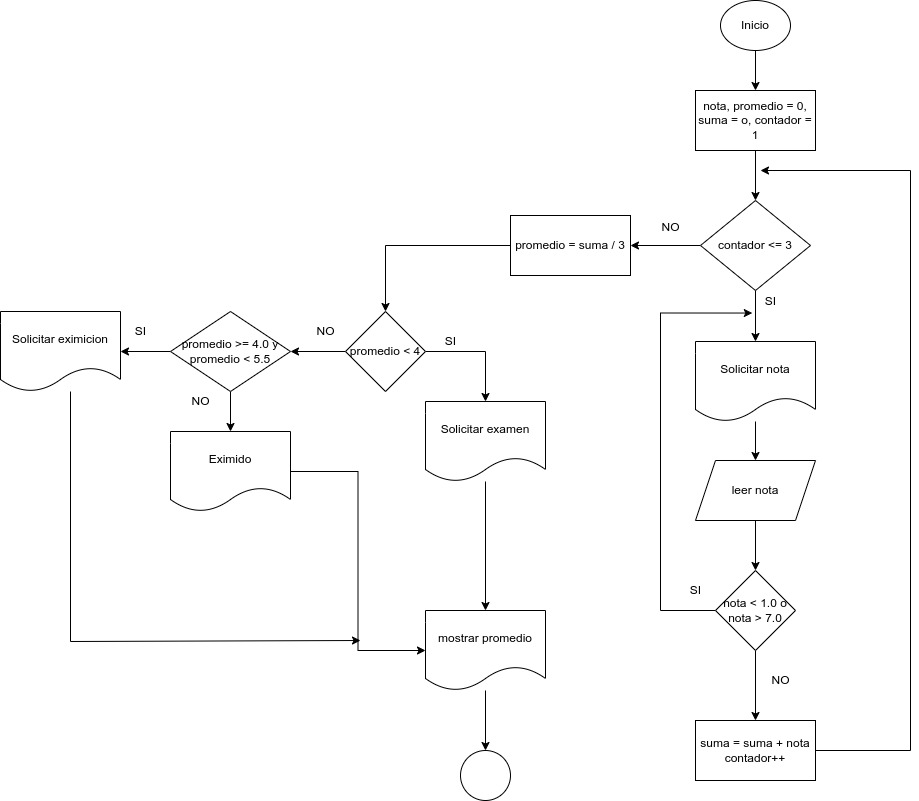 Inicio
nota, promedio = 0,
suma = o, contador =
1
contador <= 3
NO
promedio = suma / 3
SI
Solicitar nota
leer nota
nota < 1.0 o
nota > 7.0
SI
NO
suma = suma + nota
contador++
promedio < 4
SI
Solicitar examen
NO
promedio >= 4.0 y
promedio < 5.5
SI
Solicitar eximicion
NO
Eximido
mostrar promedio